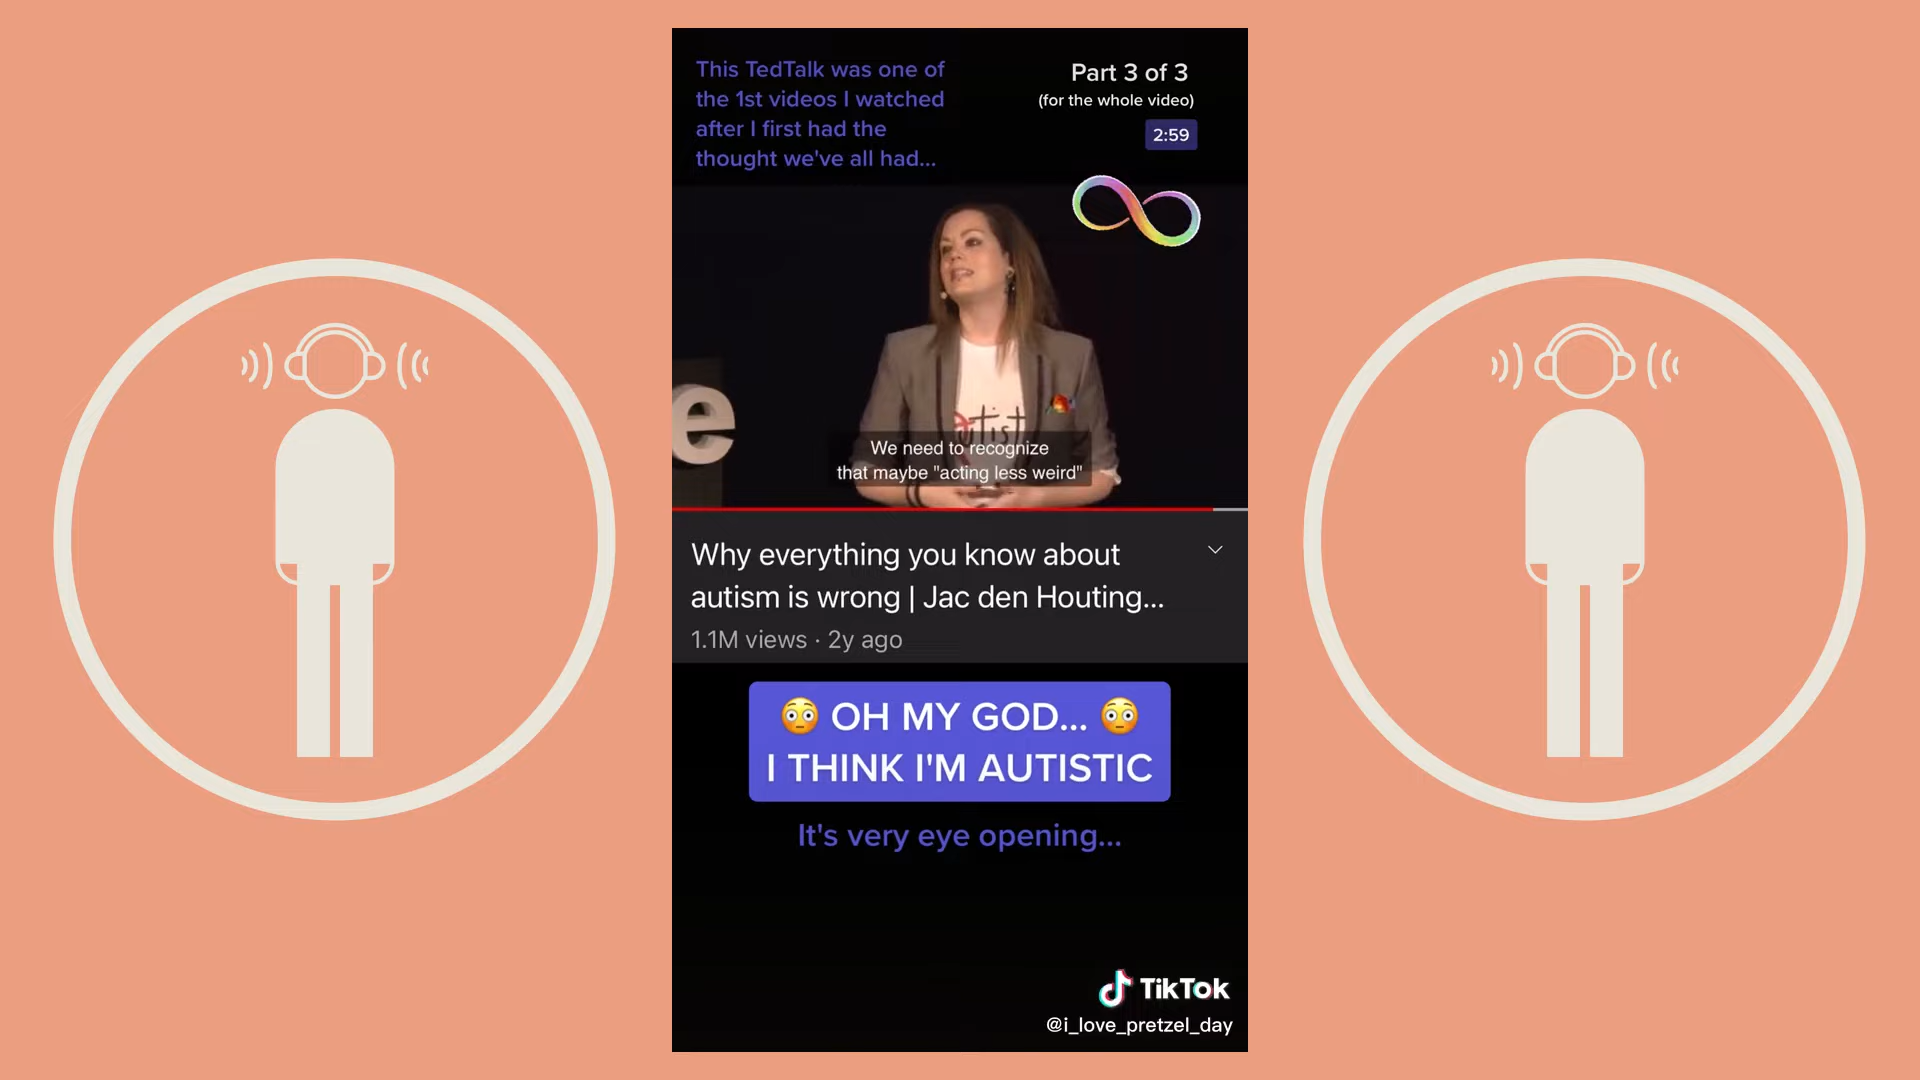 This TedTalk was one of
the 1st videos I watched
after I first had the
thought we've all had...
Part 3 of 3
(for the whole video)
2:59
e
Autist
We need to recognize
that maybe "acting less weird"
Why everything you know about
autism is wrong | Jac den Houting...
1.1M views · 2y ago
😳 OH MY GOD... 😳
I THINK I'M AUTISTIC
It's very eye opening...
TikTok
@i_love_pretzel_day